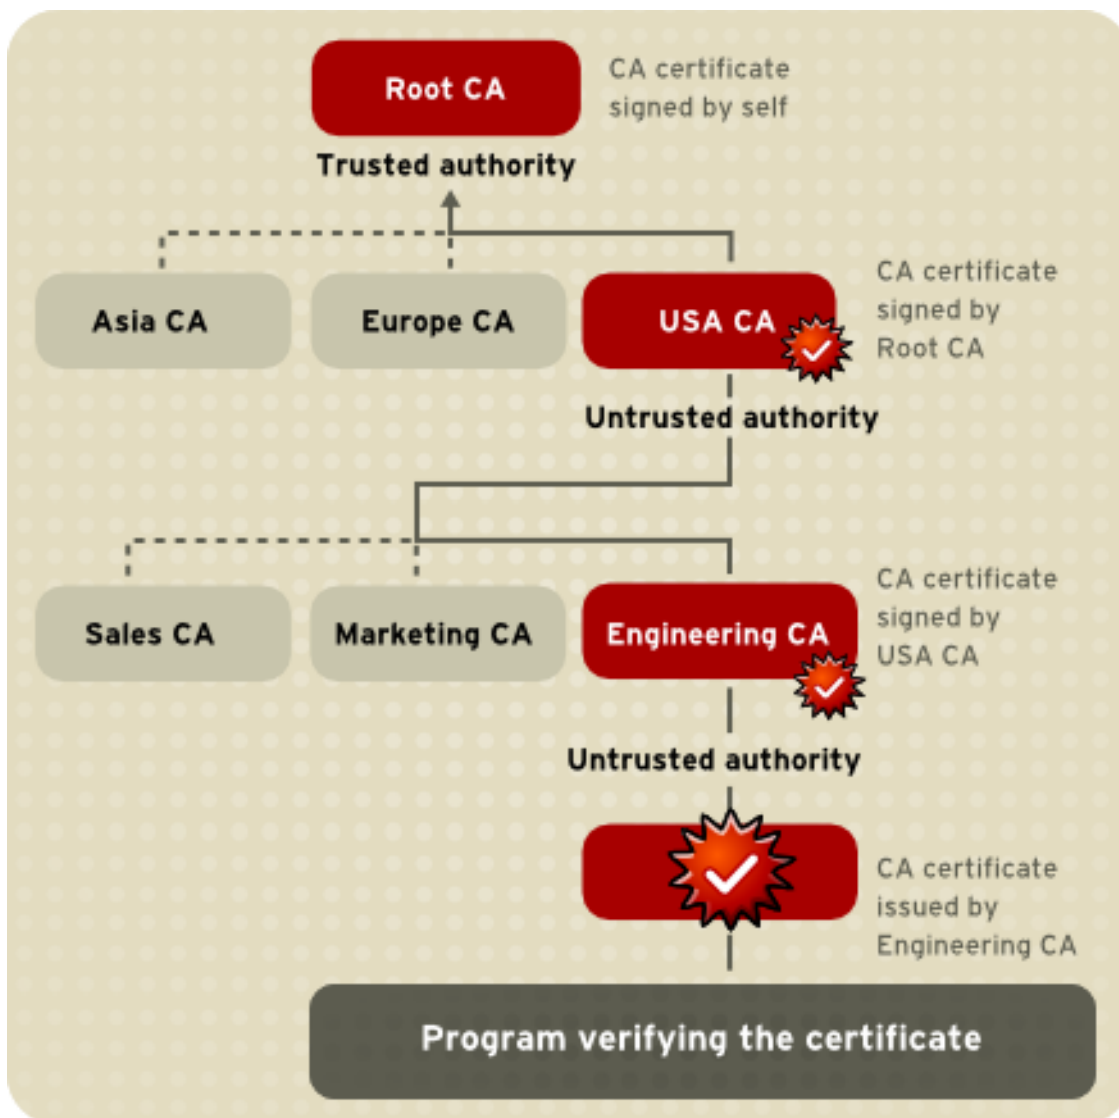 Root CA
CA certificate
signed by self
Trusted authority
Asia CA
Europe CA
USA CA
CA certificate
signed by
Root CA
Untrusted authority
Sales CA
Marketing CA
Engineering CA
CA certificate
signed by
USA CA
Untrusted authority
CA certificate
issued by
Engineering CA
Program verifying the certificate